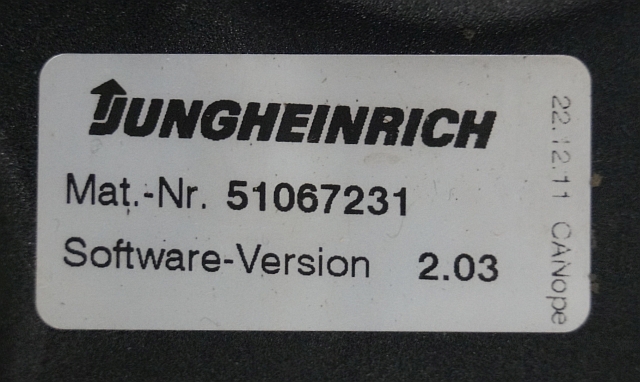 JUNGHEINRICH
Mat.-Nr. 51067231
Software-Version 2.03
22.12.11 CANope